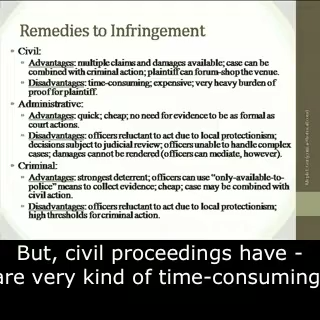 Remedies to Infringement
Civil:
Advantages: multiple claims and damages available; case can be
combined with criminal action; plaintiff can forum-shop the venue.
Disadvantages: time-consuming; expensive; very heavy burden of
proof for plaintiff.
Administrative:
Advantages: quick; cheap; no need for evidence to be as formal as
court actions.
Disadvantages: officers reluctant to act due to local protectionism;
decisions subject to judicial review; officers unable to handle complex
cases; damages cannot be rendered (officers can mediate, however).
Criminal:
Advantages: strongest deterrent; officers can use “only-available-to-
police” means to collect evidence; cheap; case may be combined with
civil action.
Disadvantages: officers reluctant to act due to local protectionism;
high thresholds for criminal action.
But, civil proceedings have -
are very kind of time-consuming